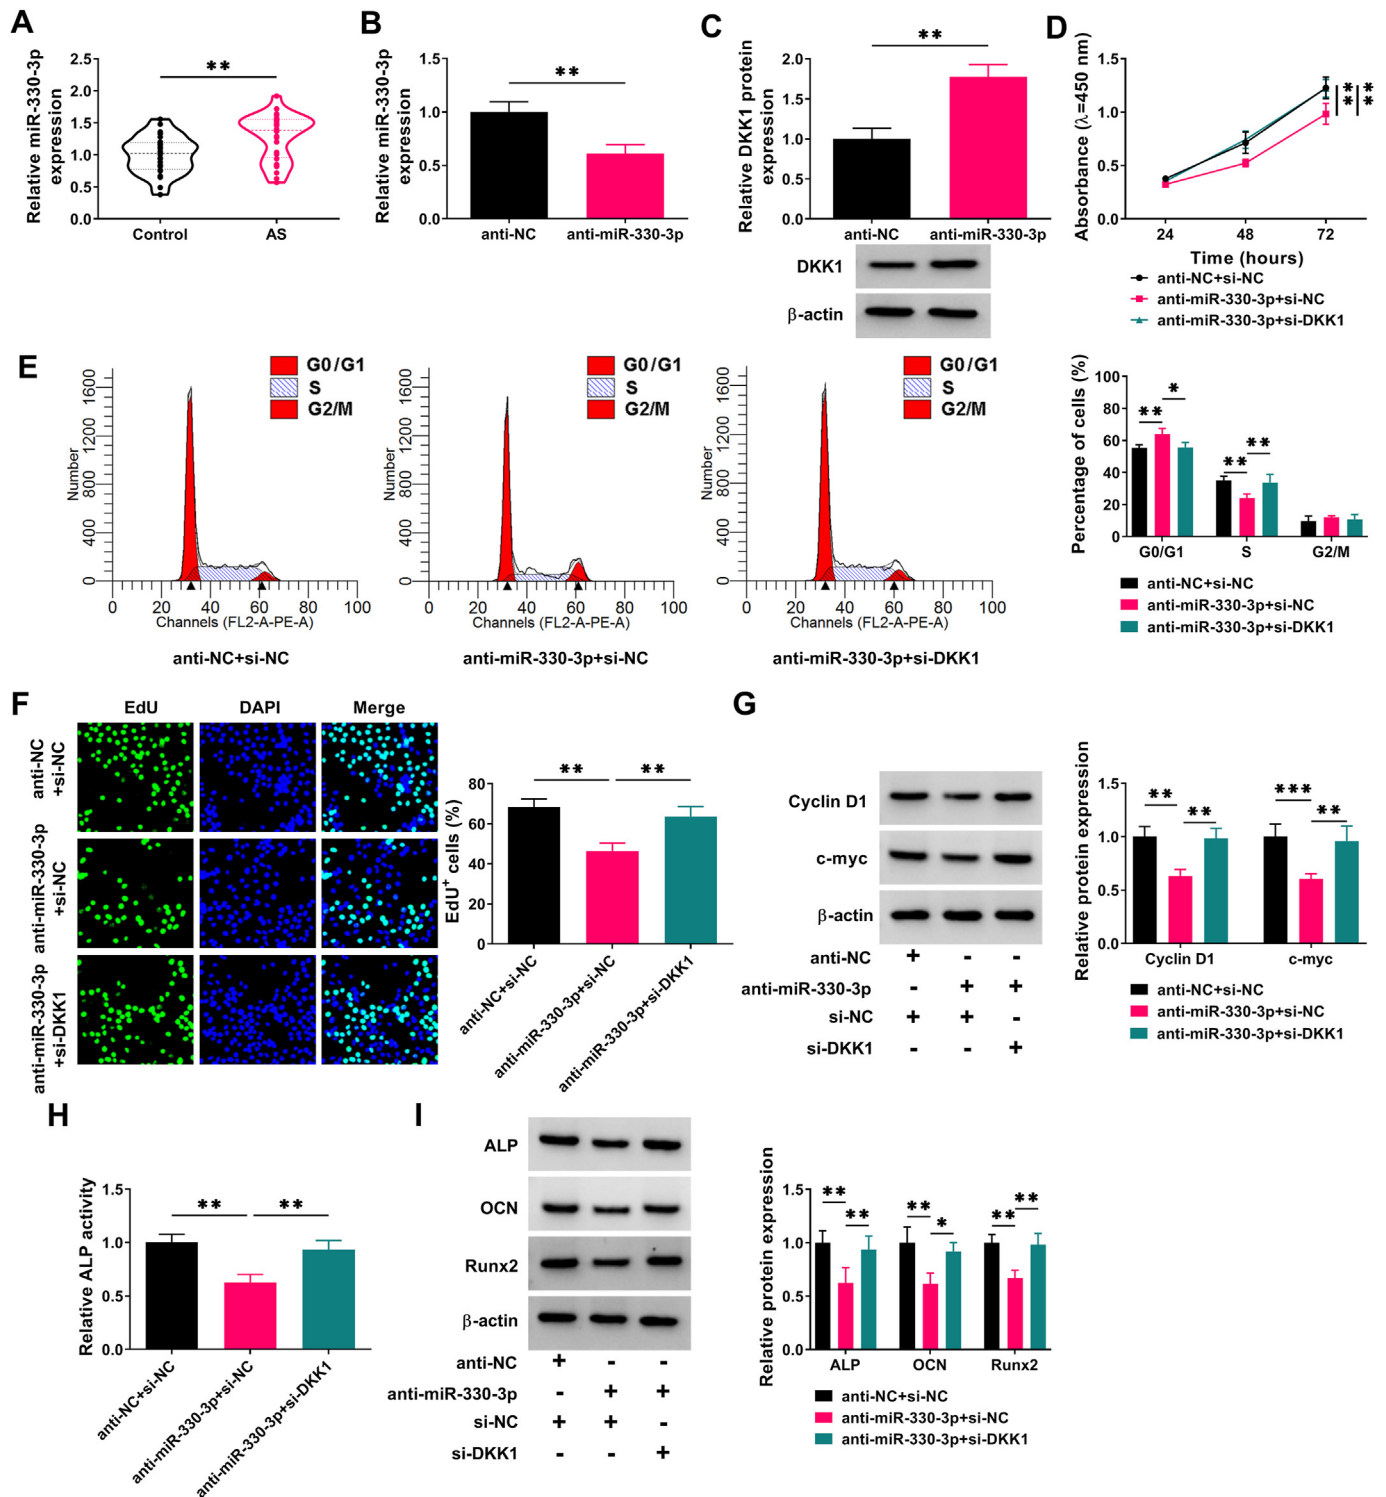 A
Relative miR-330-3p
expression
2.5
2.0
1.5
1.0
0.5
0.0
**
Control
AS
B
Relative miR-330-3p
expression
1.5
1.0
0.5
0.0
**
anti-NC
anti-miR-330-3p
C
Relative DKK1 protein
expression
2.0
1.5
1.0
0.5
0.0
**
anti-NC
anti-miR-330-3p
DKK1
β-actin
D
Absorbance (λ=450 nm)
1.5
1.0
0.5
0.0
**
**
24
48
72
Time (hours)
anti-NC+si-NC
anti-miR-330-3p+si-NC
anti-miR-330-3p+si-DKK1
E
Number
1600
1200
800
400
0
G0/G1
S
G2/M
0 20 40 60 80 100
Channels (FL2-A-PE-A)
anti-NC+si-NC
Number
1600
1200
800
400
0
G0/G1
S
G2/M
0 20 40 60 80 100
Channels (FL2-A-PE-A)
anti-miR-330-3p+si-NC
Number
1600
1200
800
400
0
G0/G1
S
G2/M
0 20 40 60 80 100
Channels (FL2-A-PE-A)
anti-miR-330-3p+si-DKK1
Percentage of cells (%)
100
80
60
40
20
0
** *
** **
G0/G1
S
G2/M
anti-NC+si-NC
anti-miR-330-3p+si-NC
anti-miR-330-3p+si-DKK1
F
EdU
DAPI
Merge
anti-NC
+si-NC
anti-miR-330-3p
+si-NC
anti-miR-330-3p
+si-DKK1
EdU+ cells (%)
80
60
40
20
0
** **
anti-NC+si-NC
anti-miR-330-3p+si-NC
anti-miR-330-3p+si-DKK1
G
Cyclin D1
c-myc
β-actin
anti-NC + - -
anti-miR-330-3p - + +
si-NC + + -
si-DKK1 - - +
Relative protein expression
1.5
1.0
0.5
0.0
** **
*** **
Cyclin D1
c-myc
anti-NC+si-NC
anti-miR-330-3p+si-NC
anti-miR-330-3p+si-DKK1
H
Relative ALP activity
1.5
1.0
0.5
0.0
** **
anti-NC+si-NC
anti-miR-330-3p+si-NC
anti-miR-330-3p+si-DKK1
I
ALP
OCN
Runx2
β-actin
anti-NC + - -
anti-miR-330-3p - + +
si-NC + + -
si-DKK1 - - +
Relative protein expression
1.5
1.0
0.5
0.0
** **
** *
** **
ALP
OCN
Runx2
anti-NC+si-NC
anti-miR-330-3p+si-NC
anti-miR-330-3p+si-DKK1